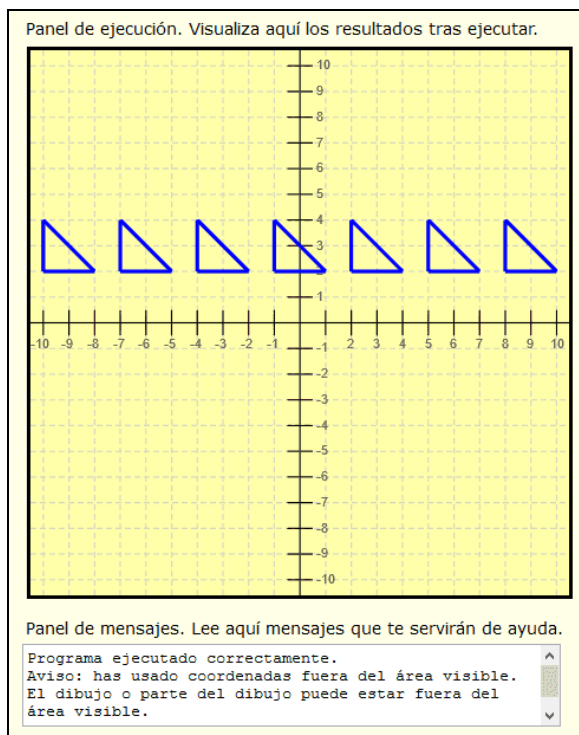 Panel de ejecución. Visualiza aquí los resultados tras ejecutar.
10
9
8
7
6
5
4
3
2
1
-10 -9 -8 -7 -6 -5 -4 -3 -2 -1 2 3 4 5 6 7 8 9 10
-1
-2
-3
-4
-5
-6
-7
-8
-9
-10
Panel de mensajes. Lee aquí mensajes que te servirán de ayuda.
Programa ejecutado correctamente.
Aviso: has usado coordenadas fuera del área visible.
El dibujo o parte del dibujo puede estar fuera del
área visible.